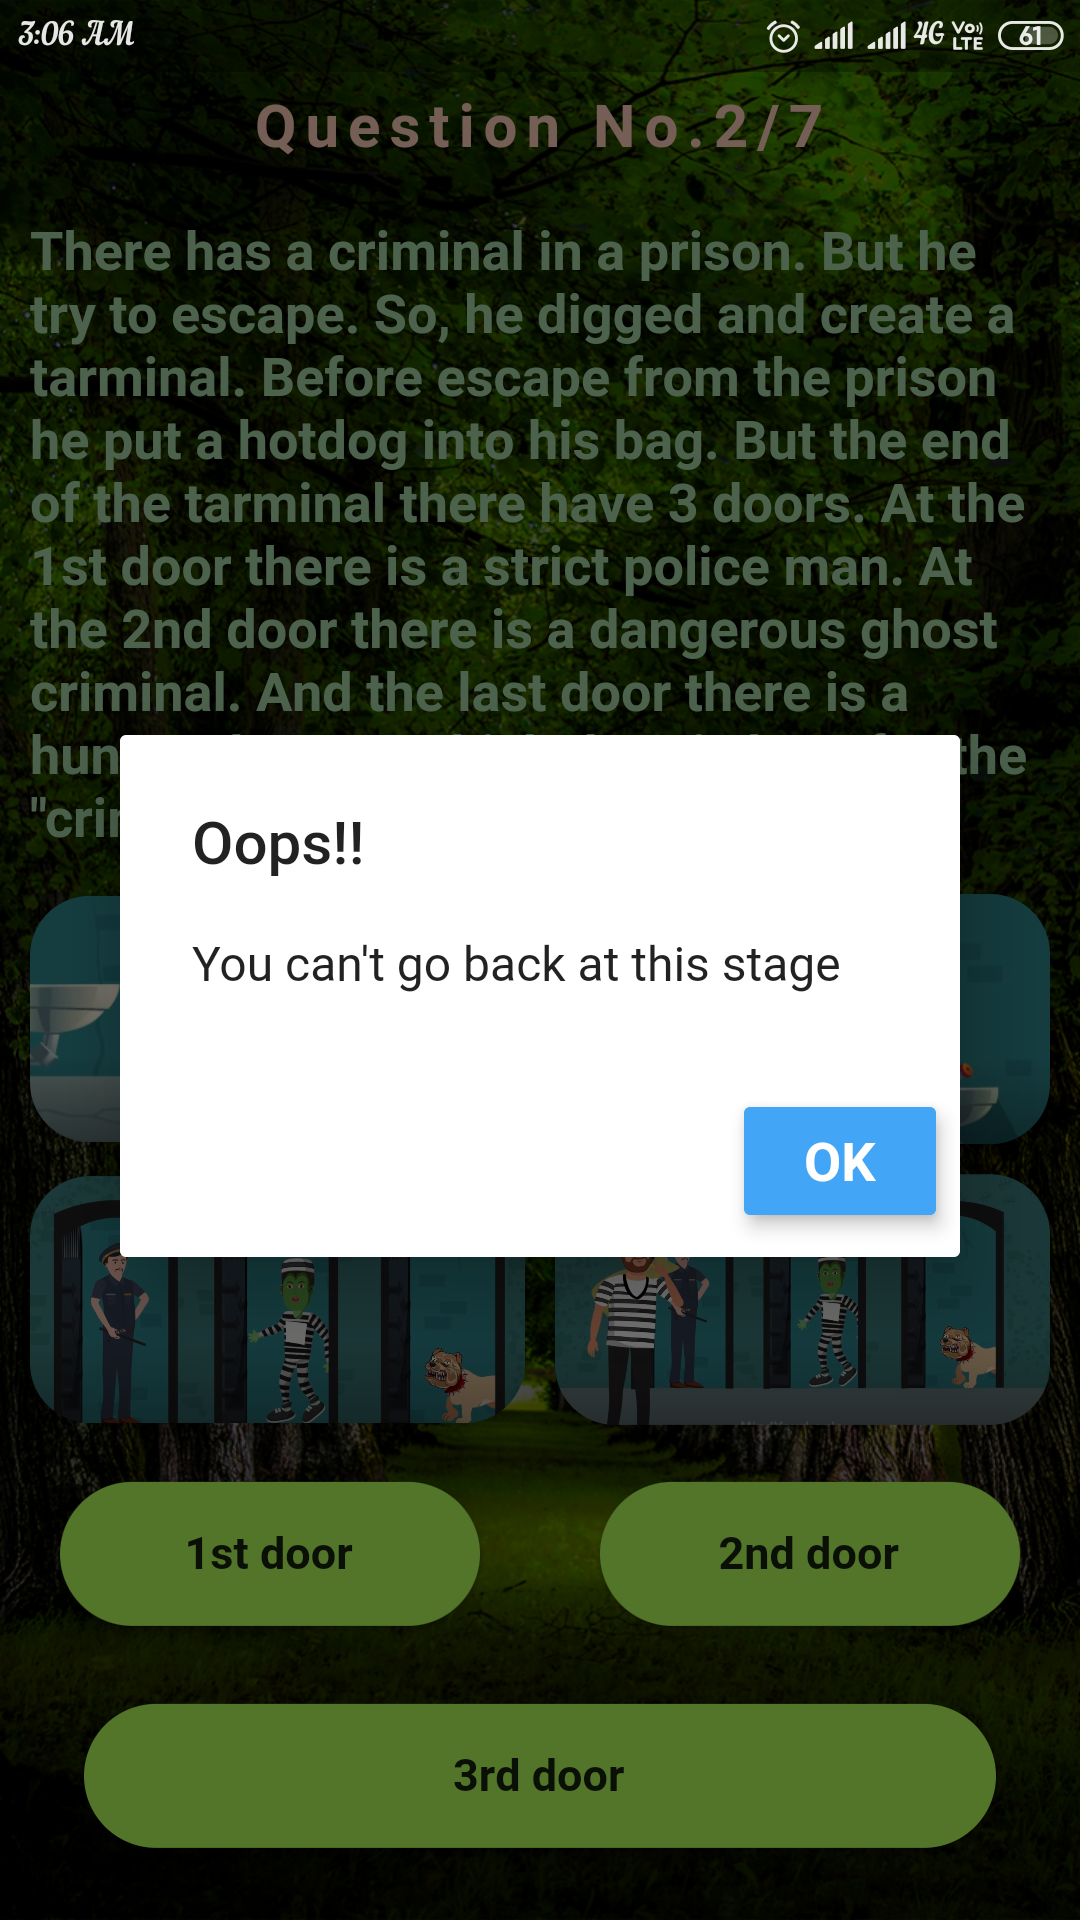 3:06 AM
4G Vo)) LTE 61
Question No.2/7
There has a criminal in a prison. But he
try to escape. So, he digged and create a
tarminal. Before escape from the prison
he put a hotdog into his bag. But the end
of the tarminal there have 3 doors. At the
1st door there is a strict police man. At
the 2nd door there is a dangerous ghost
criminal. And the last door there is a
the
Oops!!
You can't go back at this stage
OK
1st door
2nd door
3rd door